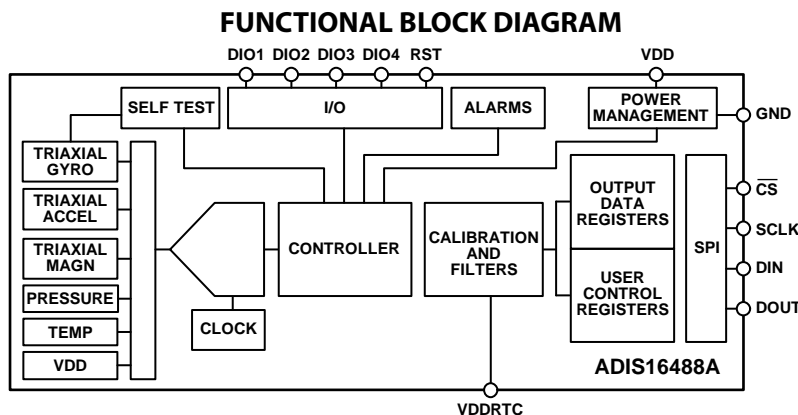 FUNCTIONAL BLOCK DIAGRAM
DIO1 DIO2 DIO3 DIO4 RST VDD
SELF TEST
I/O
ALARMS
POWER
MANAGEMENT
GND
TRIAXIAL
GYRO
TRIAXIAL
ACCEL
TRIAXIAL
MAGN
PRESSURE
TEMP
VDD
CLOCK
CONTROLLER
CALIBRATION
AND
FILTERS
OUTPUT
DATA
REGISTERS
USER
CONTROL
REGISTERS
SPI
CS
SCLK
DIN
DOUT
ADIS16488A
VDDRTC